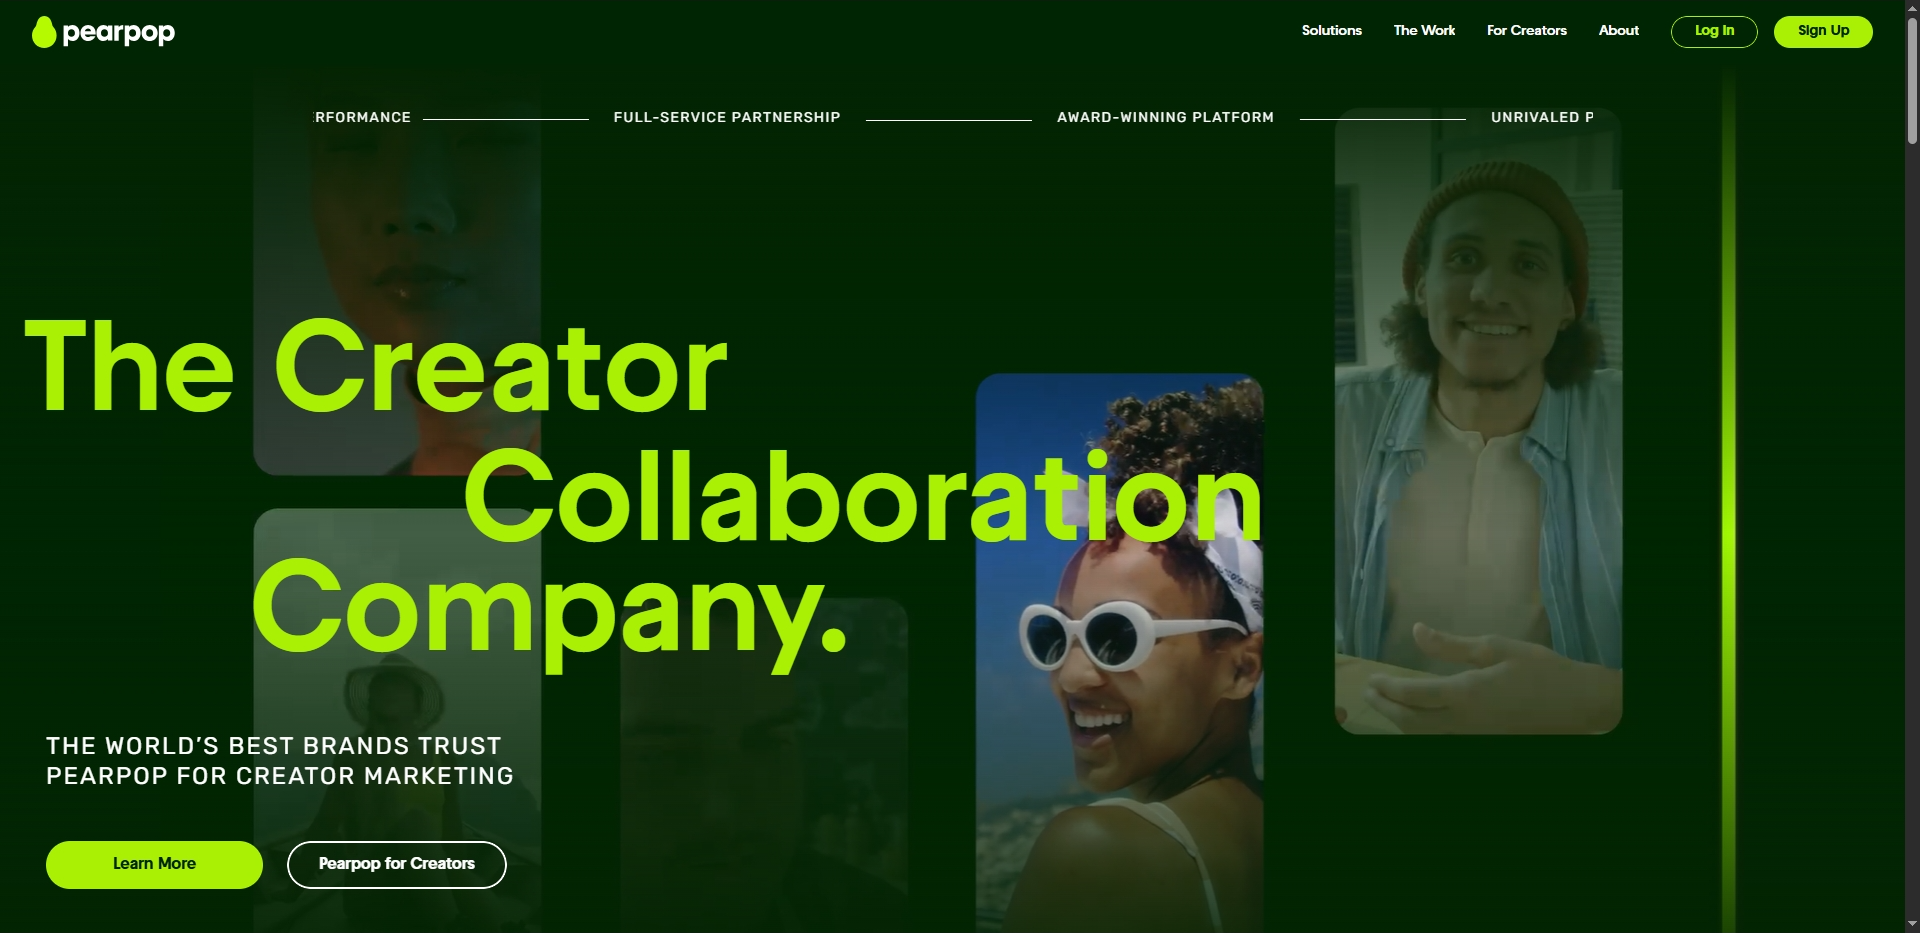 pearpop
Solutions
The Work
For Creators
About
Log In
Sign Up
RFORMANCE
FULL-SERVICE PARTNERSHIP
AWARD-WINNING PLATFORM
UNRIVALED P
The Creator
Collaboration
Company.
THE WORLD’S BEST BRANDS TRUST
PEARPOP FOR CREATOR MARKETING
Learn More
Pearpop for Creators